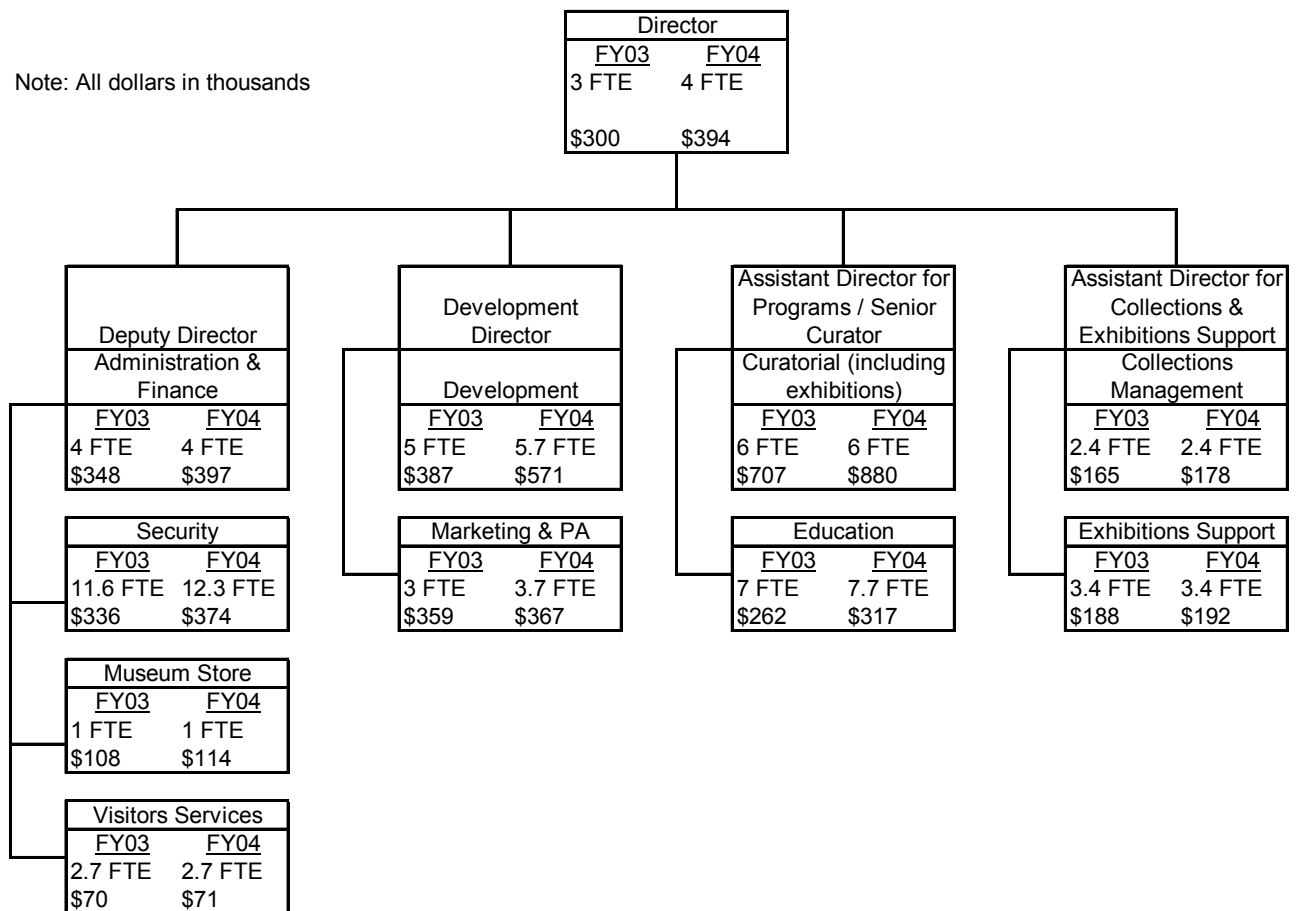 Note: All dollars in thousands
Director
FY03 FY04
3 FTE 4 FTE
$300 $394
Deputy Director
Administration &
Finance
FY03 FY04
4 FTE 4 FTE
$348 $397
Security
FY03 FY04
11.6 FTE 12.3 FTE
$336 $374
Museum Store
FY03 FY04
1 FTE 1 FTE
$108 $114
Visitors Services
FY03 FY04
2.7 FTE 2.7 FTE
$70 $71
Development
Director
Development
FY03 FY04
5 FTE 5.7 FTE
$387 $571
Marketing & PA
FY03 FY04
3 FTE 3.7 FTE
$359 $367
Assistant Director for
Programs / Senior
Curator
Curatorial (including
exhibitions)
FY03 FY04
6 FTE 6 FTE
$707 $880
Education
FY03 FY04
7 FTE 7.7 FTE
$262 $317
Assistant Director for
Collections &
Exhibitions Support
Collections
Management
FY03 FY04
2.4 FTE 2.4 FTE
$165 $178
Exhibitions Support
FY03 FY04
3.4 FTE 3.4 FTE
$188 $192